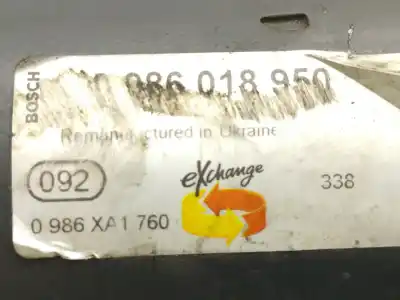 BOSCH
0 986 018 950
Remanufactured in Ukraine
092
eXchange
338
0 986 XA1 760